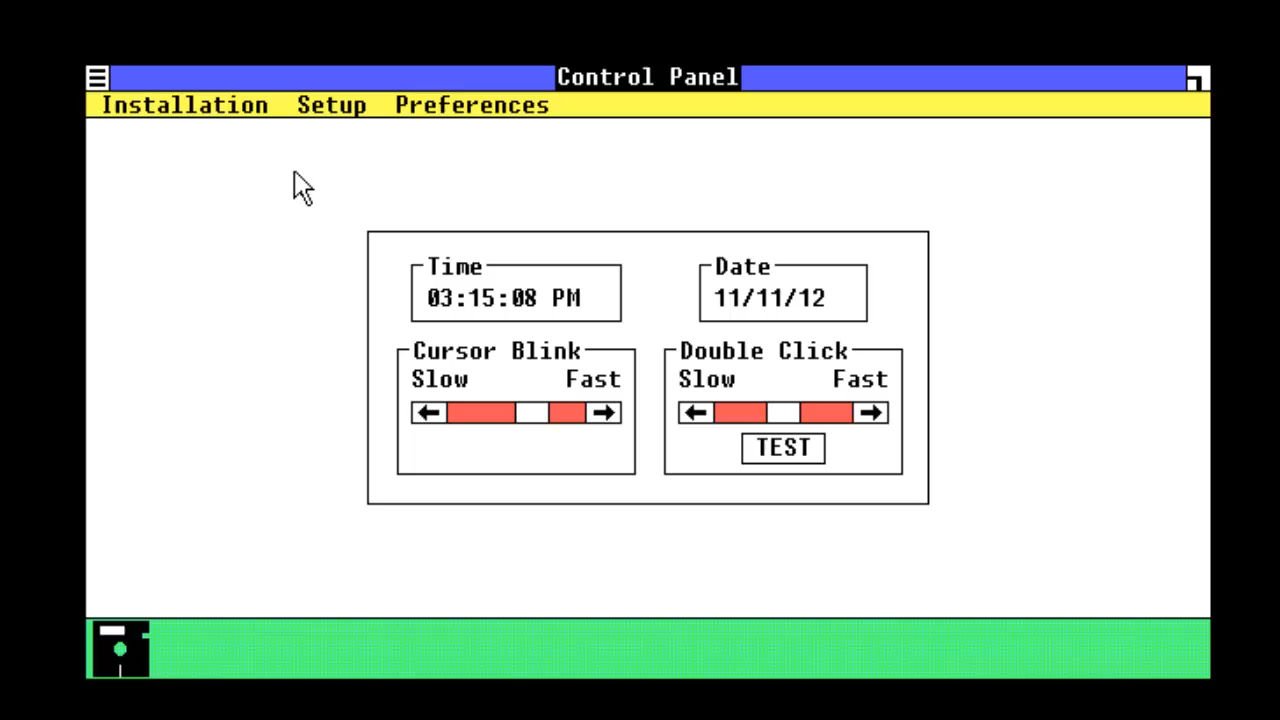 Control Panel
Installation Setup Preferences
Time Date
03:15:08 PM 11/11/12
Cursor Blink Double Click
Slow Fast Slow Fast
TEST